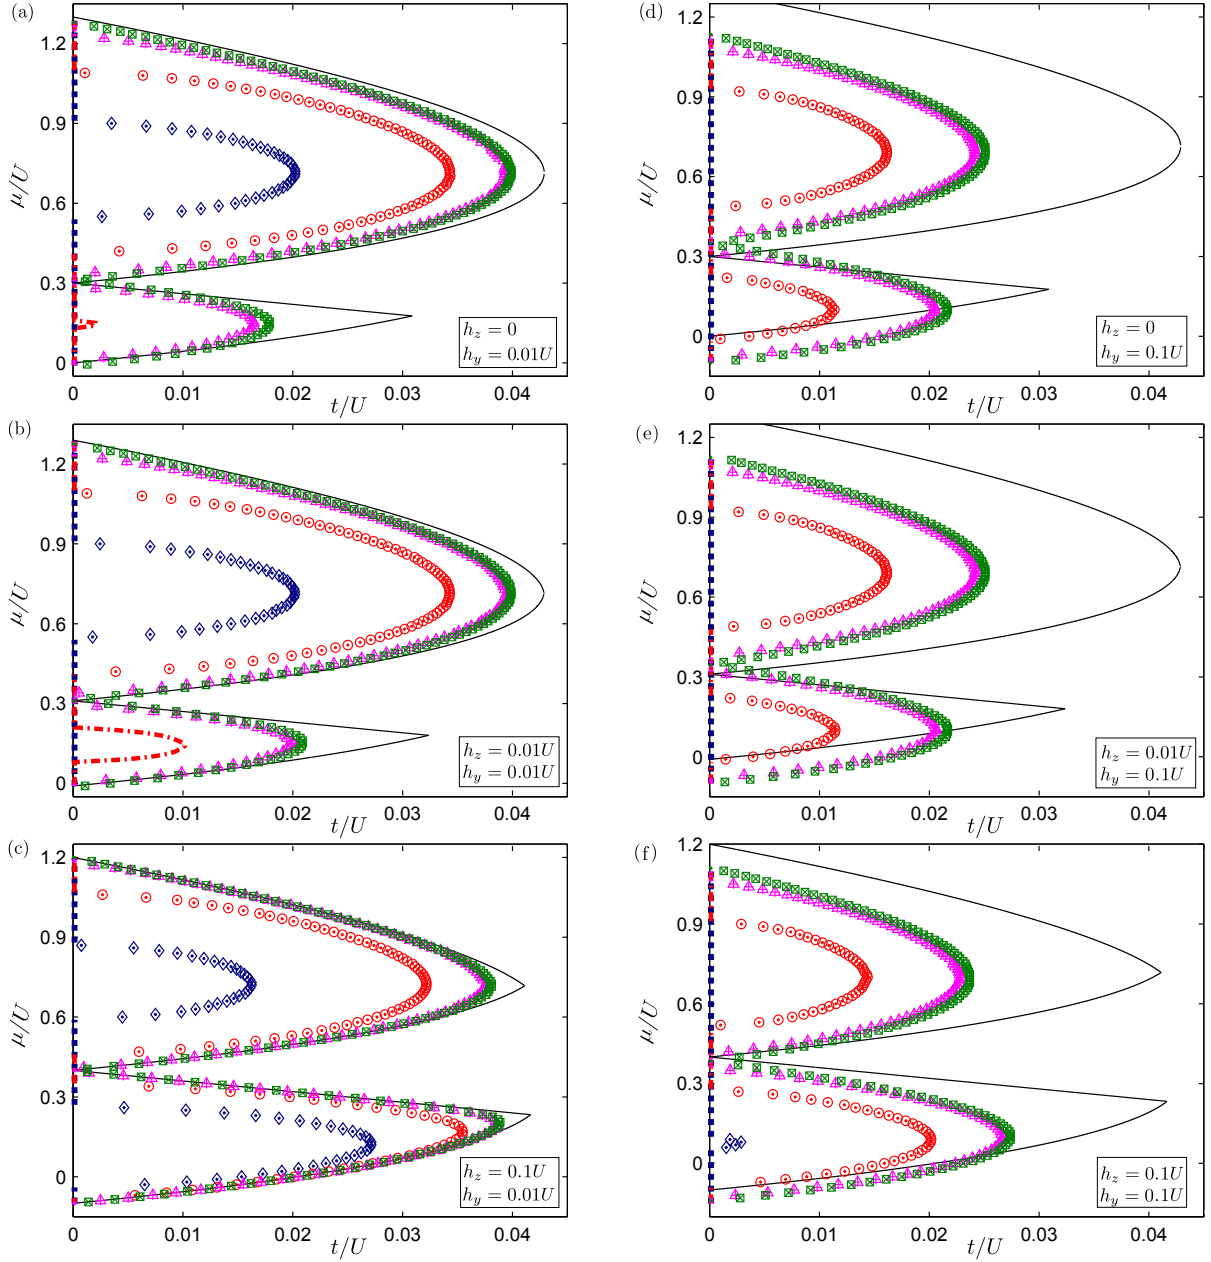 (a)
1.2
0.9
0.6
0.3
0
μ/U
0
0.01
0.02
0.03
0.04
t/U
h_z = 0
h_y = 0.01U
(d)
1.2
0.9
0.6
0.3
0
μ/U
0
0.01
0.02
0.03
0.04
t/U
h_z = 0
h_y = 0.1U
(b)
1.2
0.9
0.6
0.3
0
μ/U
0
0.01
0.02
0.03
0.04
t/U
h_z = 0.01U
h_y = 0.01U
(e)
1.2
0.9
0.6
0.3
0
μ/U
0
0.01
0.02
0.03
0.04
t/U
h_z = 0.01U
h_y = 0.1U
(c)
1.2
0.9
0.6
0.3
0
μ/U
0
0.01
0.02
0.03
0.04
t/U
h_z = 0.1U
h_y = 0.01U
(f)
1.2
0.9
0.6
0.3
0
μ/U
0
0.01
0.02
0.03
0.04
t/U
h_z = 0.1U
h_y = 0.1U